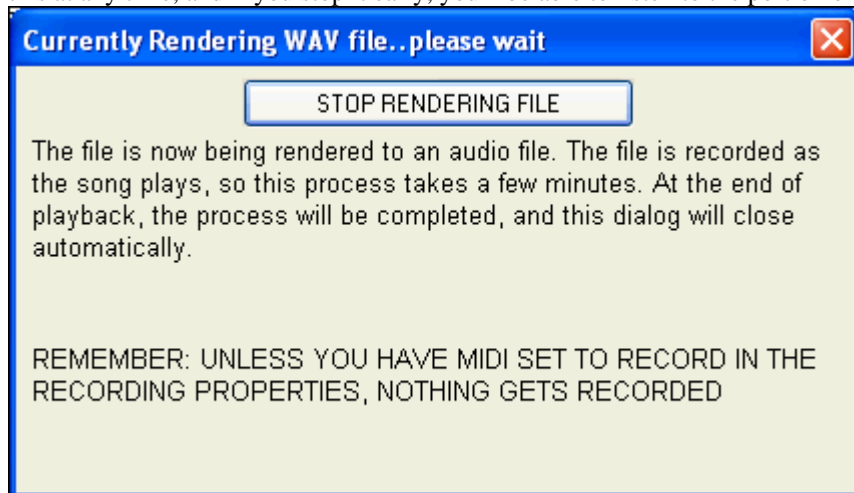 Currently Rendering WAV file..please wait
STOP RENDERING FILE
The file is now being rendered to an audio file. The file is recorded as
the song plays, so this process takes a few minutes. At the end of
playback, the process will be completed, and this dialog will close
automatically.
REMEMBER: UNLESS YOU HAVE MIDI SET TO RECORD IN THE
RECORDING PROPERTIES, NOTHING GETS RECORDED